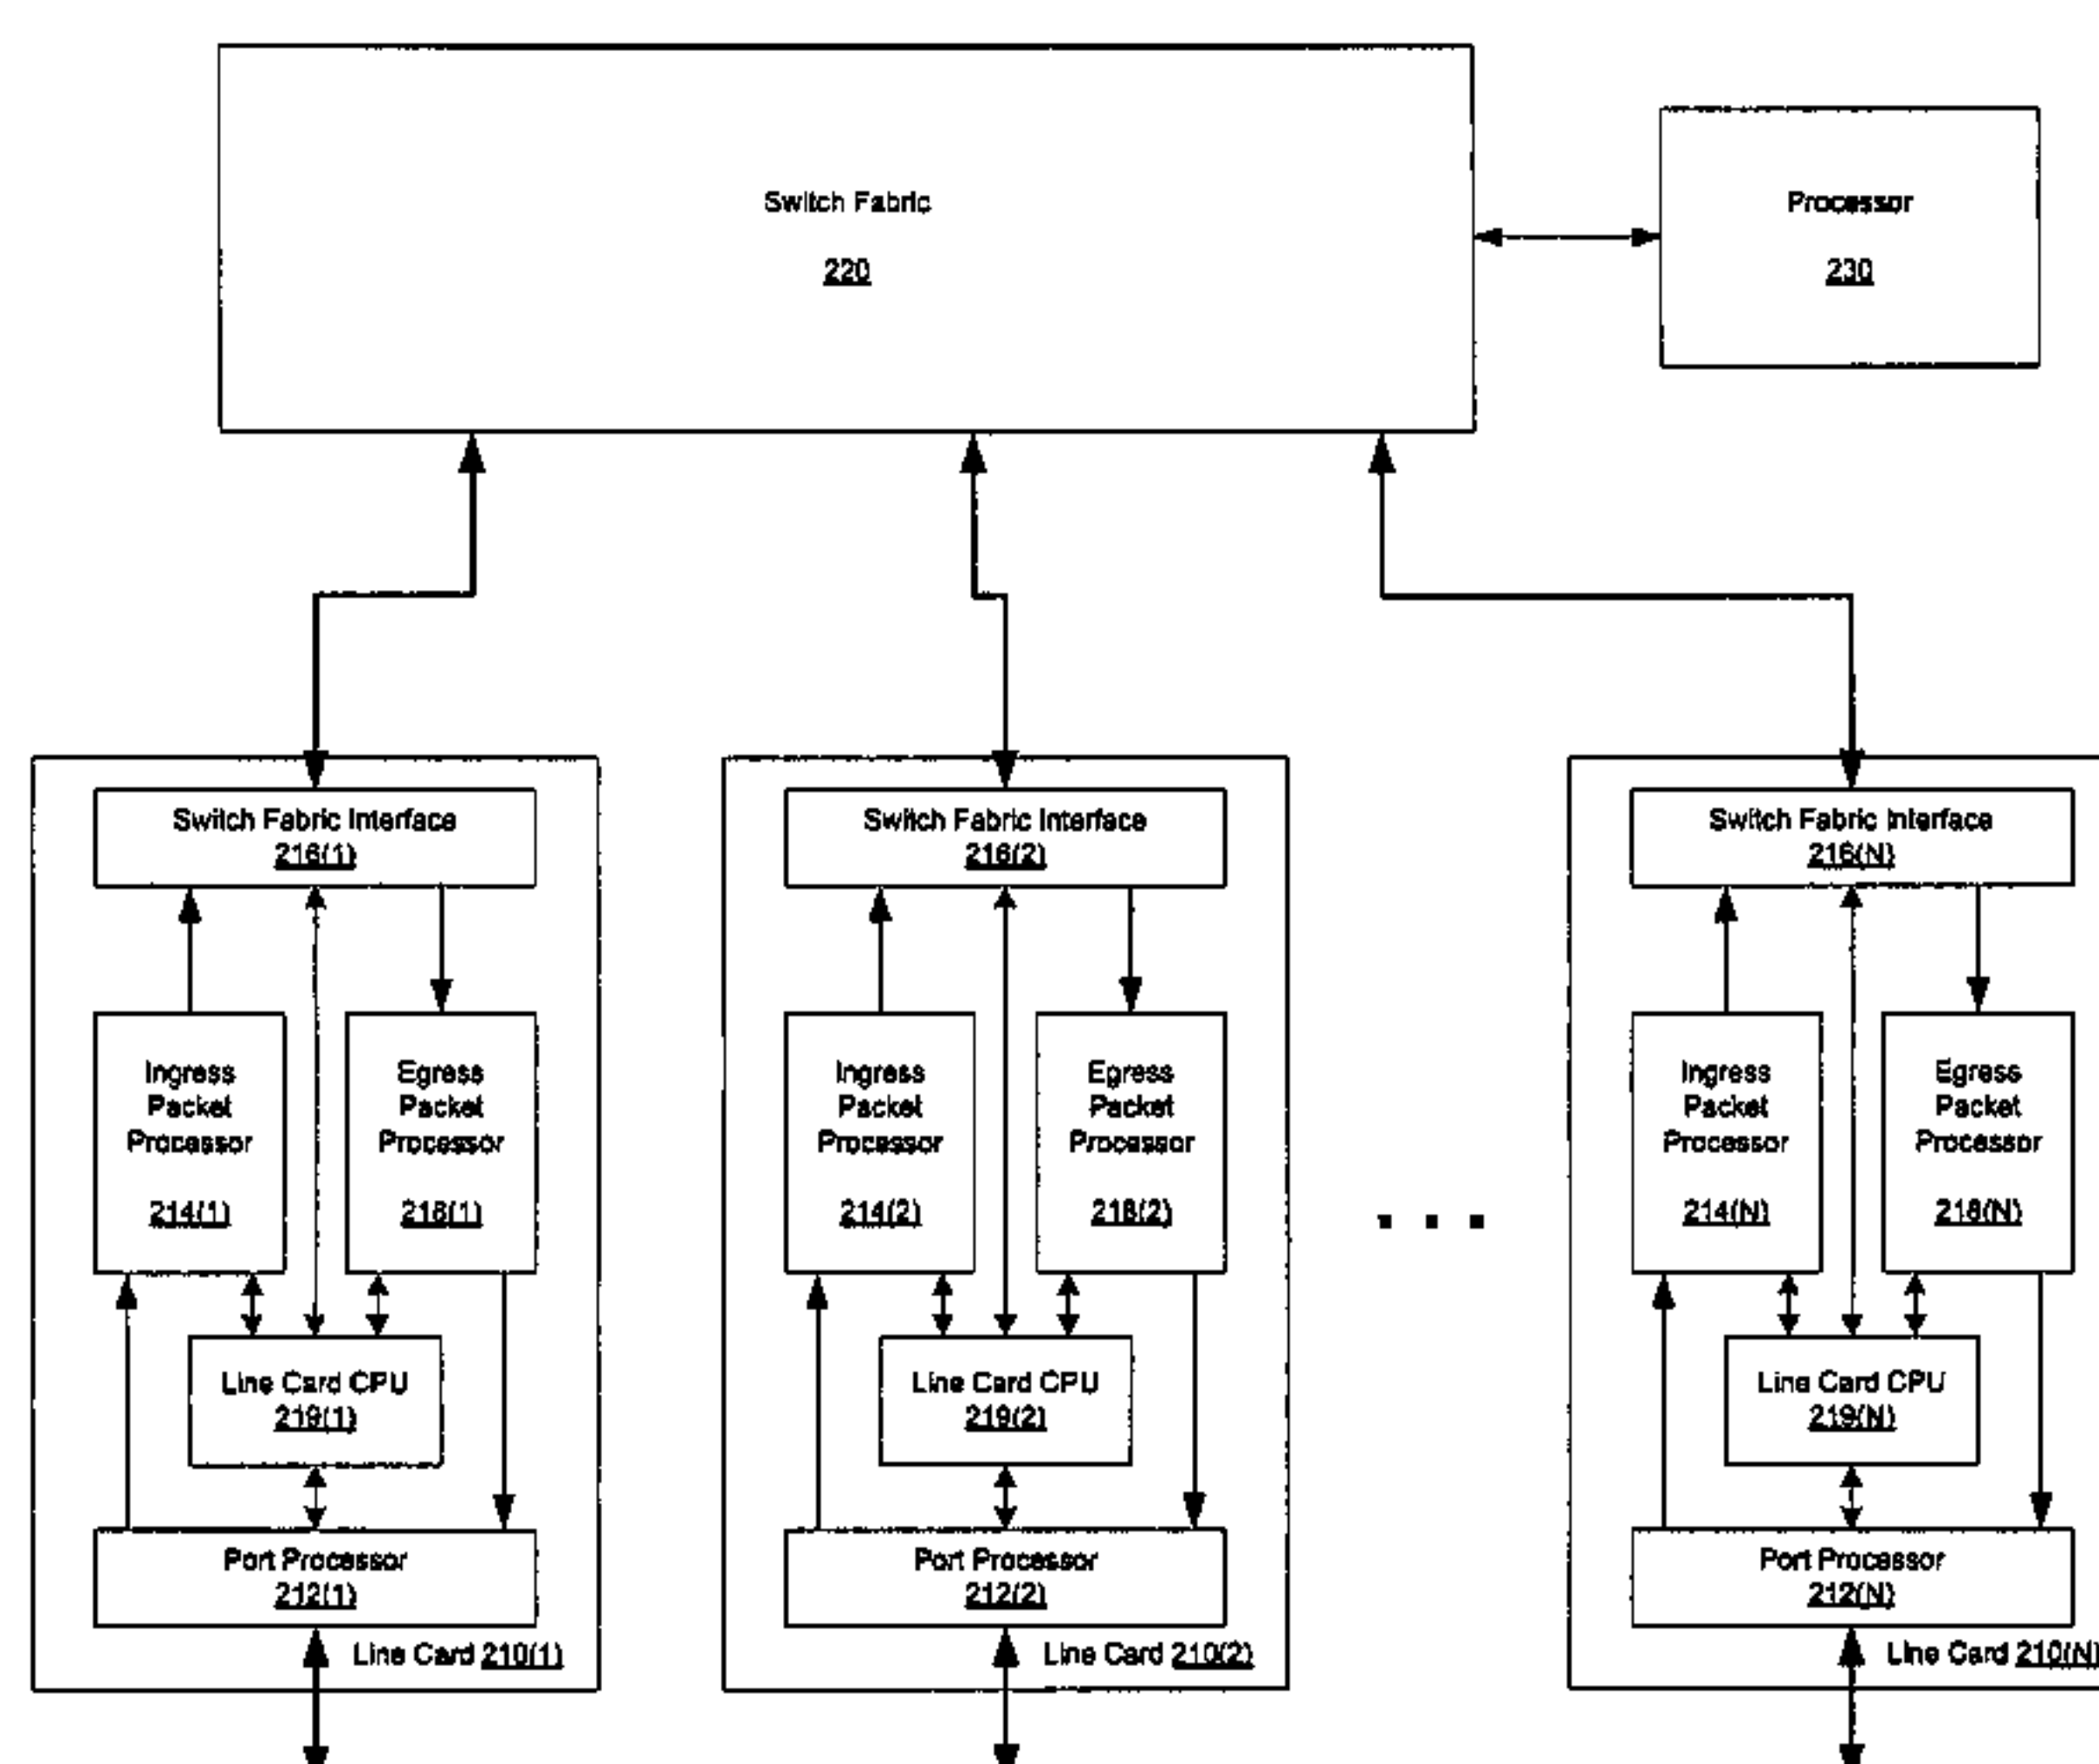 Switch Fabric
220
Processor
230
Switch Fabric Interface
216(1)
Ingress
Packet
Processor
214(1)
Egress
Packet
Processor
218(1)
Line Card CPU
219(1)
Port Processor
212(1)
Line Card 210(1)
Switch Fabric Interface
216(2)
Ingress
Packet
Processor
214(2)
Egress
Packet
Processor
218(2)
Line Card CPU
219(2)
Port Processor
212(2)
Line Card 210(2)
. . .
Switch Fabric Interface
216(N)
Ingress
Packet
Processor
214(N)
Egress
Packet
Processor
218(N)
Line Card CPU
219(N)
Port Processor
212(N)
Line Card 210(N)